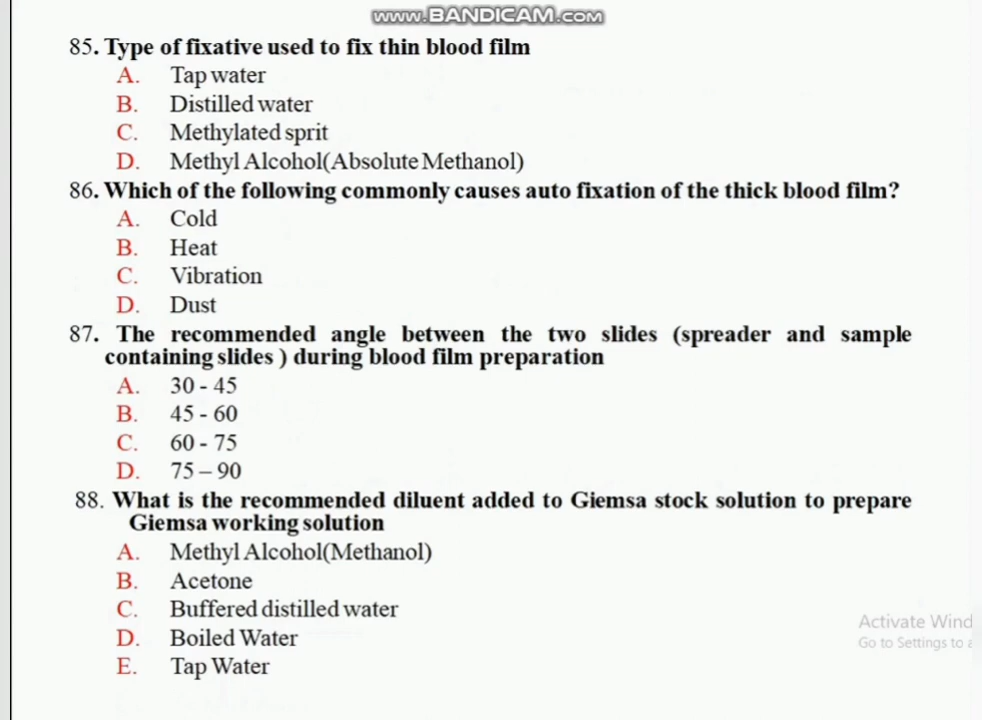 www.BANDICAM.COM
85. Type of fixative used to fix thin blood film
A. Tap water
B. Distilled water
C. Methylated sprit
D. Methyl Alcohol(Absolute Methanol)
86. Which of the following commonly causes auto fixation of the thick blood film?
A. Cold
B. Heat
C. Vibration
D. Dust
87. The recommended angle between the two slides (spreader and sample
containing slides ) during blood film preparation
A. 30 - 45
B. 45 - 60
C. 60 - 75
D. 75 – 90
88. What is the recommended diluent added to Giemsa stock solution to prepare
Giemsa working solution
A. Methyl Alcohol(Methanol)
B. Acetone
C. Buffered distilled water
D. Boiled Water
E. Tap Water
Activate Wind
Go to Settings to a